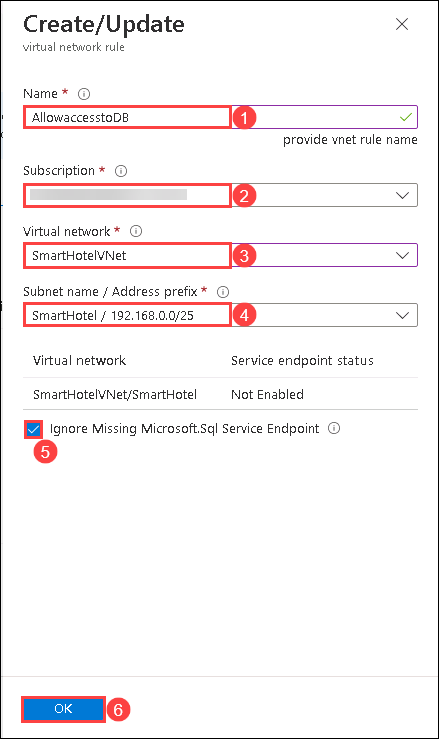 Create/Update
virtual network rule
Name *
AllowaccesstoDB 1
provide vnet rule name
Subscription *
2
Virtual network *
SmartHotelVNet 3
Subnet name / Address prefix *
SmartHotel / 192.168.0.0/25 4
Virtual network Service endpoint status
SmartHotelVNet/SmartHotel Not Enabled
Ignore Missing Microsoft.Sql Service Endpoint
5
OK 6